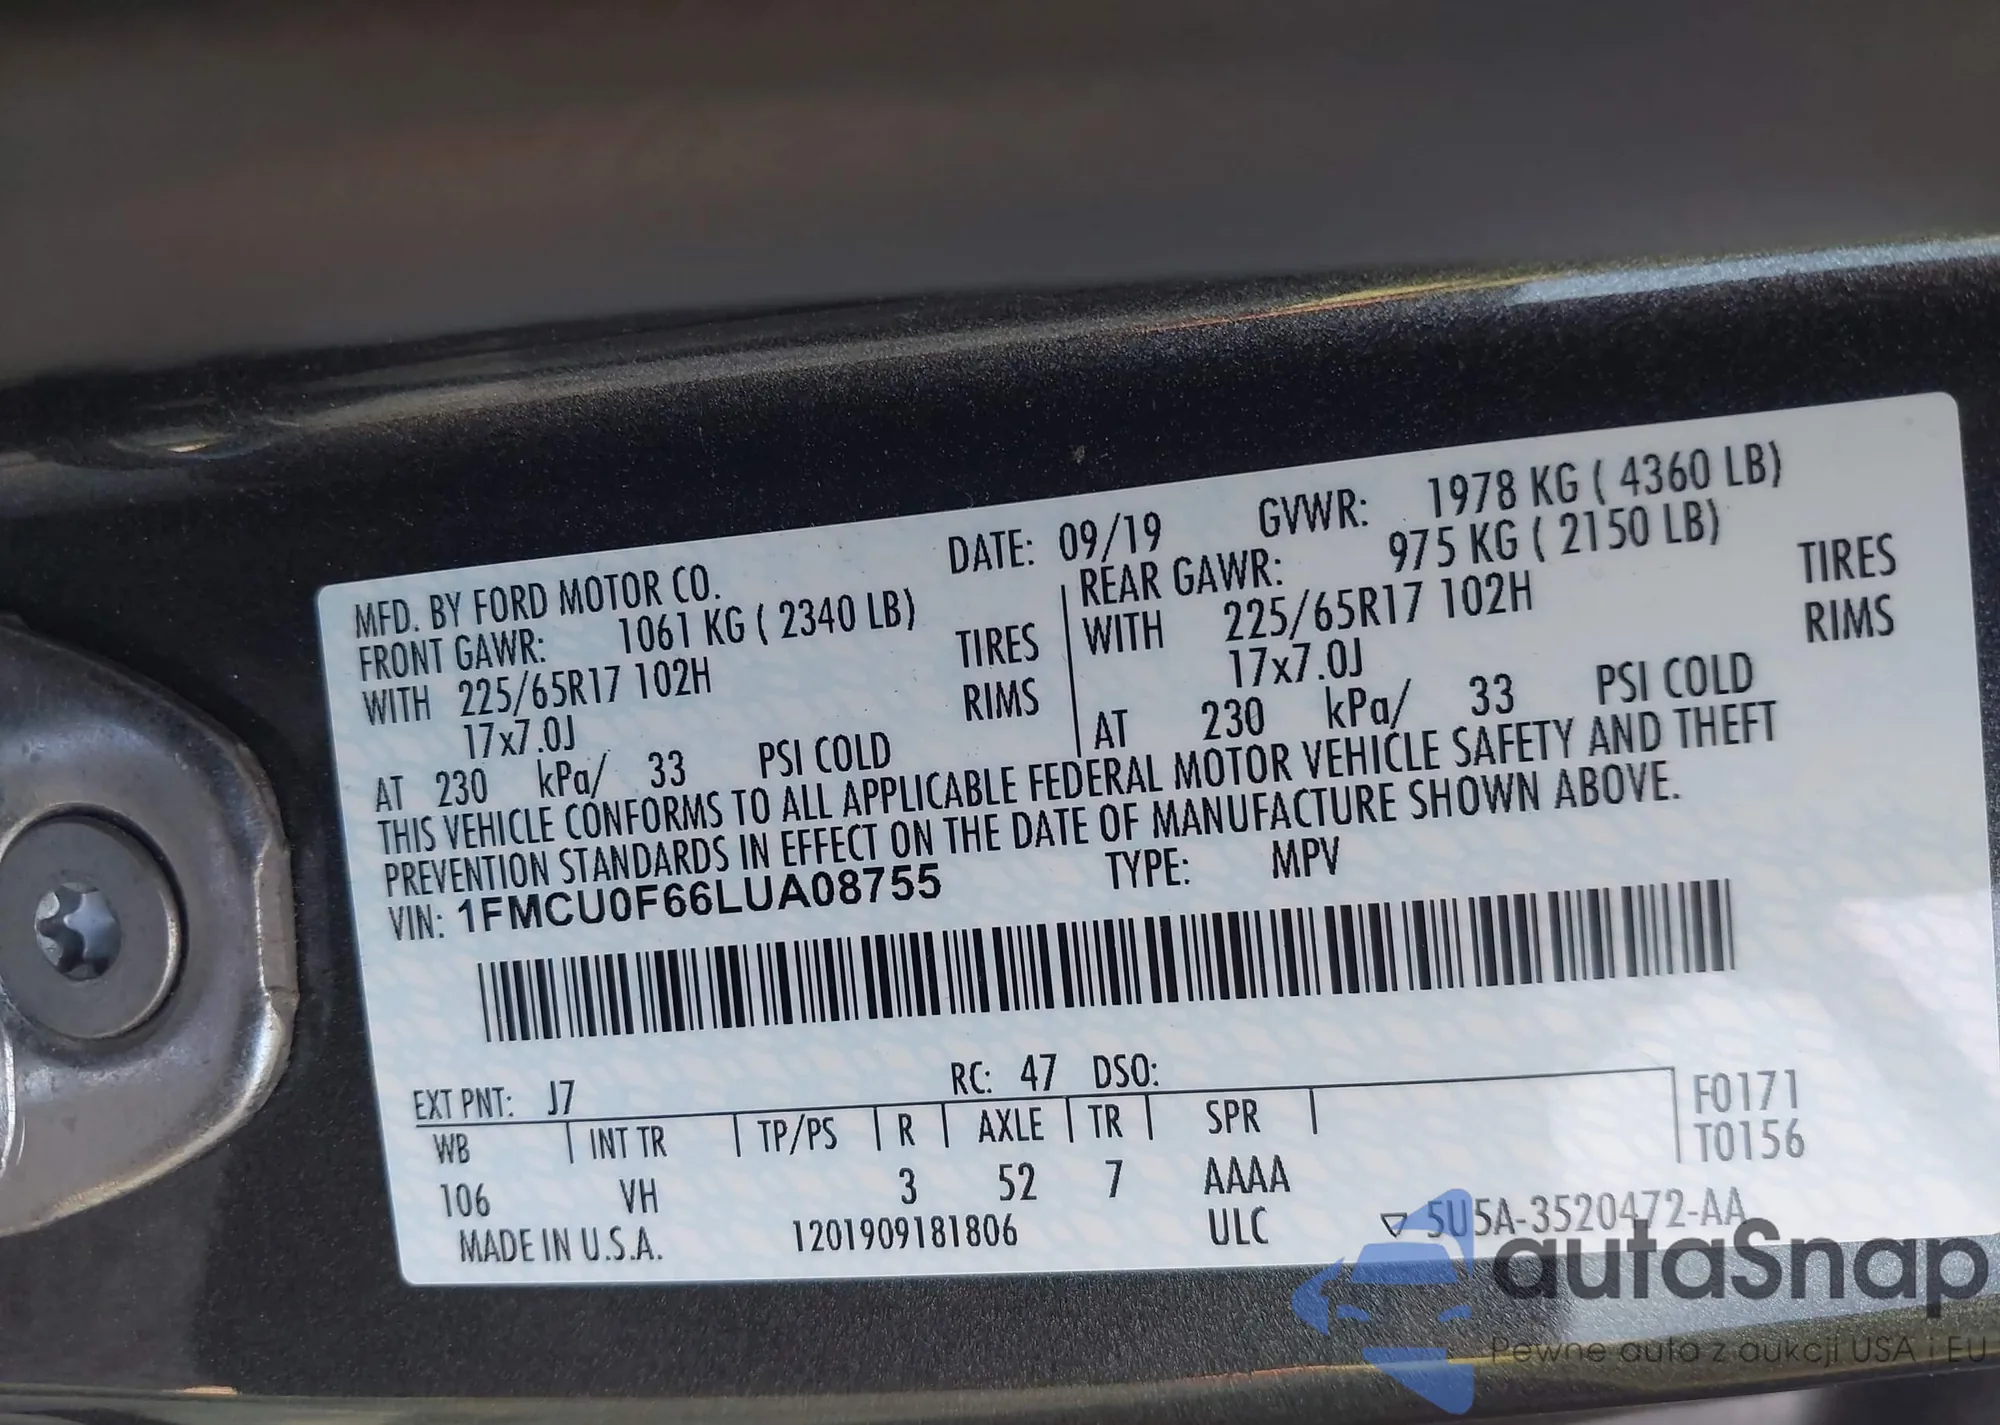 MFD. BY FORD MOTOR CO. DATE: 09/19 GVWR: 1978 KG ( 4360 LB)
FRONT GAWR: 1061 KG ( 2340 LB) REAR GAWR: 975 KG ( 2150 LB)
WITH 225/65R17 102H TIRES WITH 225/65R17 102H TIRES
17x7.0J RIMS 17x7.0J RIMS
AT 230 kPa/ 33 PSI COLD AT 230 kPa/ 33 PSI COLD
THIS VEHICLE CONFORMS TO ALL APPLICABLE FEDERAL MOTOR VEHICLE SAFETY AND THEFT
PREVENTION STANDARDS IN EFFECT ON THE DATE OF MANUFACTURE SHOWN ABOVE.
VIN: 1FMCU0F66LUA08755 TYPE: MPV
EXT PNT: J7 RC: 47 DSO:
WB INT TR TP/PS R AXLE TR SPR F0171
T0156
106 VH 3 52 7 AAAA
MADE IN U.S.A. 1201909181806 ULC 5U5A-3520472-AA
autaSnap
Pewne auta z aukcji USA i EU